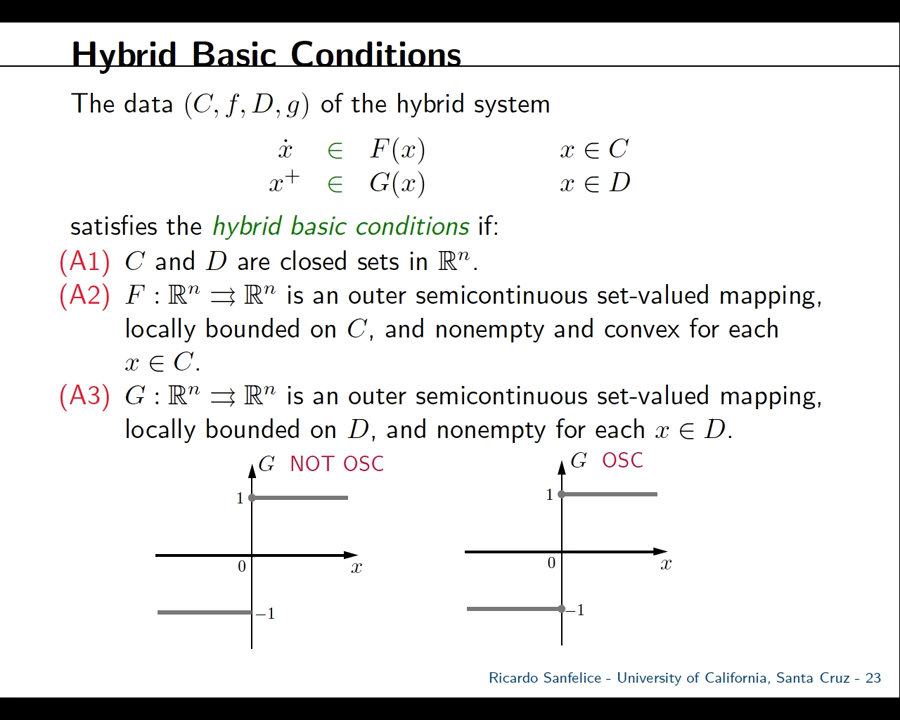 Hybrid Basic Conditions
The data (C, f, D, g) of the hybrid system
ẋ ∈ F(x) x ∈ C
x⁺ ∈ G(x) x ∈ D
satisfies the hybrid basic conditions if:
(A1) C and D are closed sets in ℝⁿ.
(A2) F : ℝⁿ ⇉ ℝⁿ is an outer semicontinuous set-valued mapping,
locally bounded on C, and nonempty and convex for each
x ∈ C.
(A3) G : ℝⁿ ⇉ ℝⁿ is an outer semicontinuous set-valued mapping,
locally bounded on D, and nonempty for each x ∈ D.
G NOT OSC
1
0
x
−1
G OSC
1
0
x
−1
Ricardo Sanfelice - University of California, Santa Cruz - 23